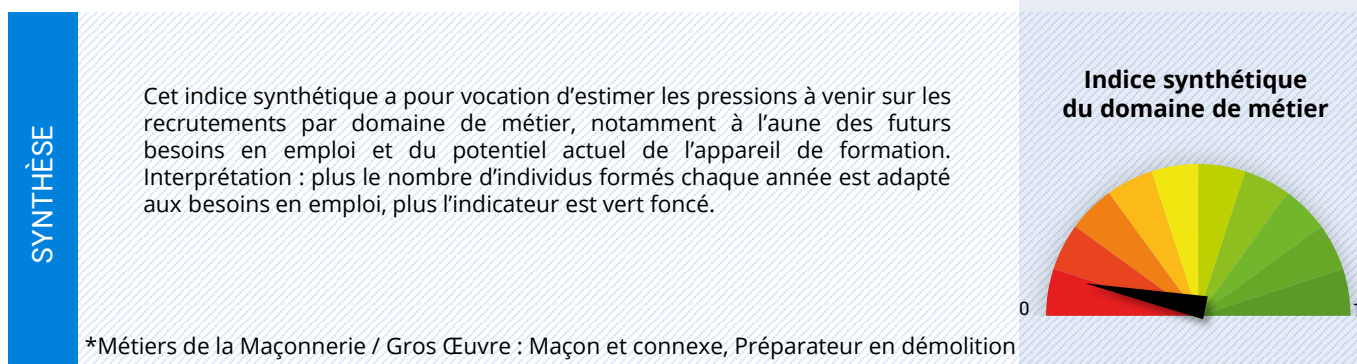 SYNTHÈSE
Cet indice synthétique a pour vocation d’estimer les pressions à venir sur les
recrutements par domaine de métier, notamment à l’aune des futurs
besoins en emploi et du potentiel actuel de l’appareil de formation.
Interprétation : plus le nombre d’individus formés chaque année est adapté
aux besoins en emploi, plus l’indicateur est vert foncé.
*Métiers de la Maçonnerie / Gros Œuvre : Maçon et connexe, Préparateur en démolition
Indice synthétique
du domaine de métier
0